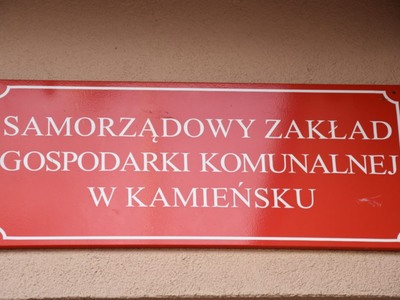 SAMORZĄDOWY ZAKŁAD
GOSPODARKI KOMUNALNEJ
W KAMIEŃSKU